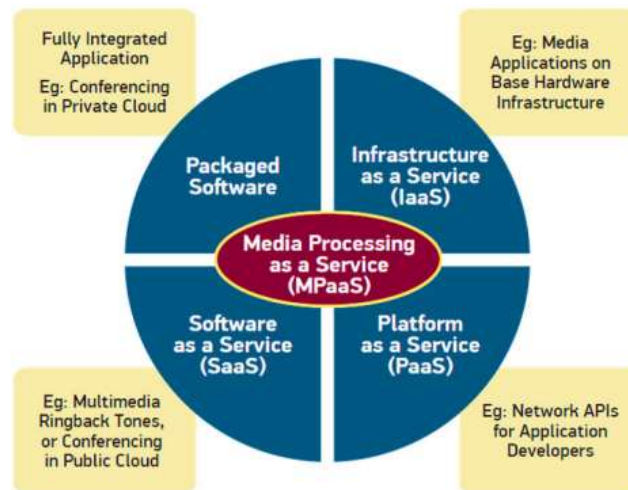 Fully Integrated
Application
Eg: Conferencing
in Private Cloud
Eg: Media
Applications on
Base Hardware
Infrastructure
Packaged
Software
Infrastructure
as a Service
(IaaS)
Media Processing
as a Service
(MPaaS)
Software
as a Service
(SaaS)
Platform
as a Service
(PaaS)
Eg: Multimedia
Ringback Tones,
or Conferencing
in Public Cloud
Eg: Network APIs
for Application
Developers